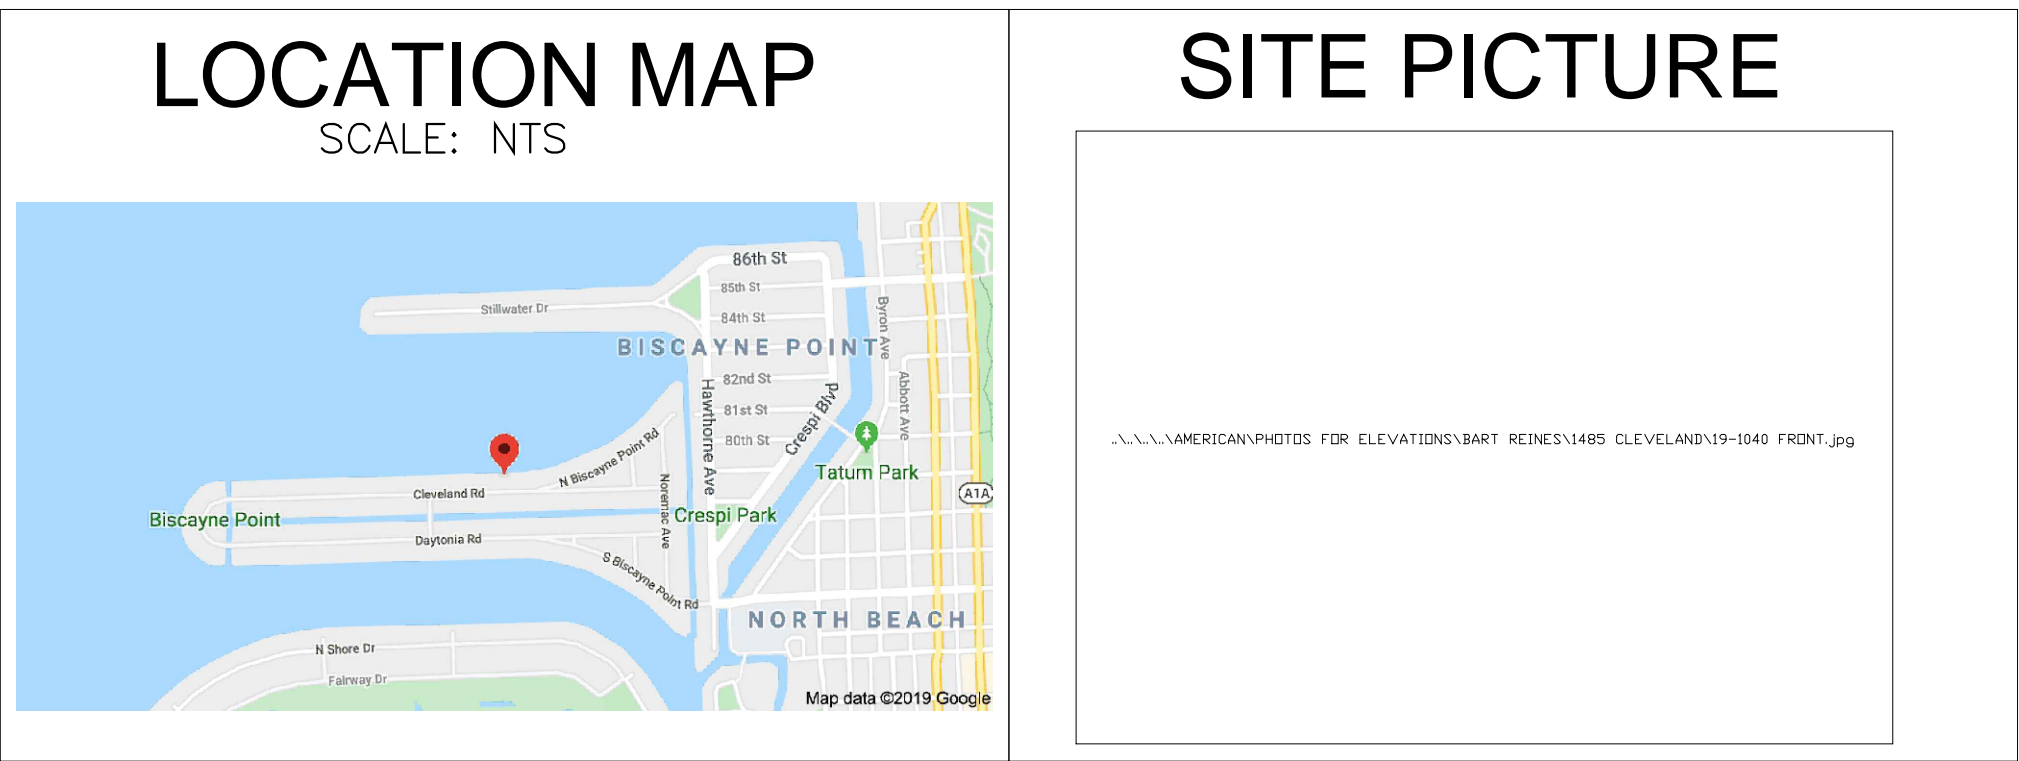 LOCATION MAP
SCALE: NTS
86th St
85th St
Stillwater Dr
84th St
Byron Ave
BISCAYNE POINT
82nd St
Hawthorne Ave
Crespi Blvd
Abbott Ave
81st St
80th St
N Biscayne Point Rd
Tatum Park
Cleveland Rd
Noremac Ave
A1A
Biscayne Point
Crespi Park
Daytonia Rd
S Biscayne Point Rd
NORTH BEACH
N Shore Dr
Fairway Dr
Map data ©2019 Google
SITE PICTURE
..\..\..\..\AMERICAN\PHOTOS FOR ELEVATIONS\BART REINES\1485 CLEVELAND\19-1040 FRONT.jpg